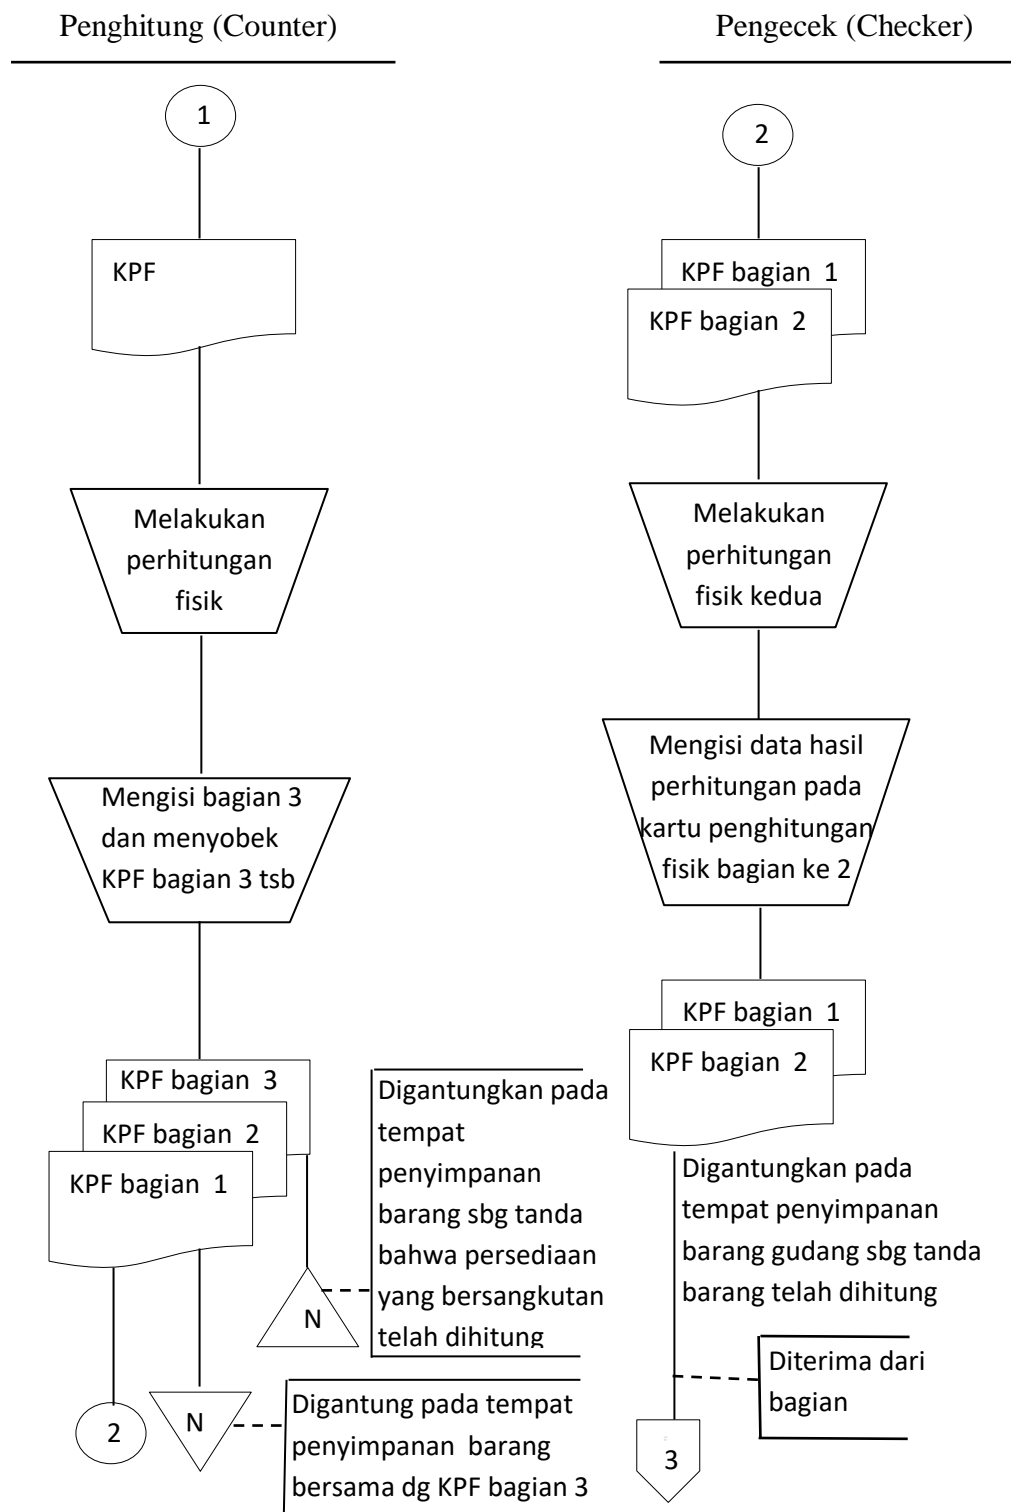 Penghitung (Counter)
1
KPF
Melakukan
perhitungan
fisik
Mengisi bagian 3
dan menyobek
KPF bagian 3 tsb
KPF bagian 3
KPF bagian 2
KPF bagian 1
Digantungkan pada
tempat
penyimpanan
barang sbg tanda
bahwa persediaan
yang bersangkutan
telah dihitung
N
2
N
Digantung pada tempat
penyimpanan barang
bersama dg KPF bagian 3
Pengecek (Checker)
2
KPF bagian 1
KPF bagian 2
Melakukan
perhitungan
fisik kedua
Mengisi data hasil
perhitungan pada
kartu penghitungan
fisik bagian ke 2
KPF bagian 1
KPF bagian 2
Digantungkan pada
tempat penyimpanan
barang gudang sbg tanda
barang telah dihitung
Diterima dari
bagian
3